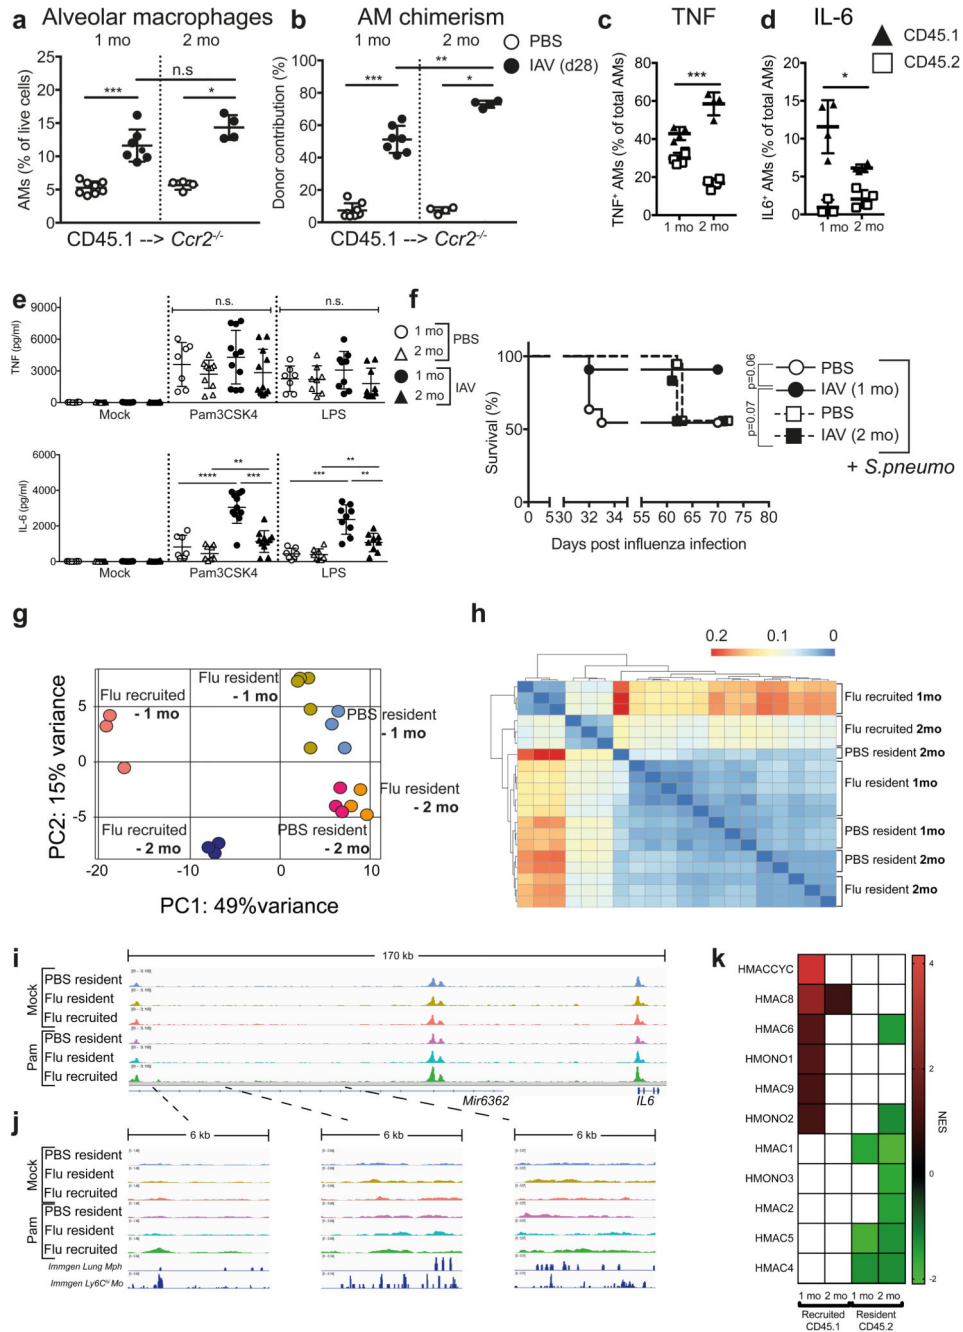 a Alveolar macrophages
1 mo 2 mo
n.s
***
*
AMs (% of live cells)
25
20
15
10
5
0
CD45.1 --> Ccr2-/-
b AM chimerism
1 mo 2 mo
PBS
IAV (d28)
**
***
*
Donor contribution (%)
100
80
60
40
20
0
CD45.1 --> Ccr2-/-
c TNF
***
TNF+ AMs (% of total AMs)
80
60
40
20
0
1 mo 2 mo
d IL-6
CD45.1
CD45.2
*
IL6+ AMs (% of total AMs)
20
15
10
5
0
1 mo 2 mo
e
TNF (pg/ml)
9000
6000
3000
0
n.s. n.s.
Mock Pam3CSK4 LPS
1 mo
2 mo
PBS
1 mo
2 mo
IAV
IL-6 (pg/ml)
6000
4000
2000
0
** **
**** *** *** **
Mock Pam3CSK4 LPS
f
Survival (%)
100
50
0
0 5 30 32 34 55 60 65 70 75 80
Days post influenza infection
p=0.06
p=0.07
PBS
IAV (1 mo)
PBS
IAV (2 mo)
+ S.pneumo
g
PC2: 15% variance
5
0
-5
Flu resident
- 1 mo
Flu recruited
- 1 mo
PBS resident
- 1 mo
Flu resident
- 2 mo
Flu recruited
- 2 mo
PBS resident
- 2 mo
-20 -10 0 10
PC1: 49%variance
h
0.2 0.1 0
Flu recruited 1mo
Flu recruited 2mo
PBS resident 2mo
Flu resident 1mo
PBS resident 1mo
PBS resident 2mo
Flu resident 2mo
i
170 kb
Mock
PBS resident
Flu resident
Flu recruited
Pam
PBS resident
Flu resident
Flu recruited
Mir6362 IL6
j
6 kb 6 kb 6 kb
Mock
PBS resident
Flu resident
Flu recruited
Pam
PBS resident
Flu resident
Flu recruited
Immgen Lung Mph
Immgen Ly6Chi Mo
k
HMACCYC
HMAC8
HMAC6
HMONO1
HMAC9
HMONO2
HMAC1
HMONO3
HMAC2
HMAC5
HMAC4
4
2
0
-2
NES
1 mo 2 mo 1 mo 2 mo
Recruited Resident
CD45.1 CD45.2